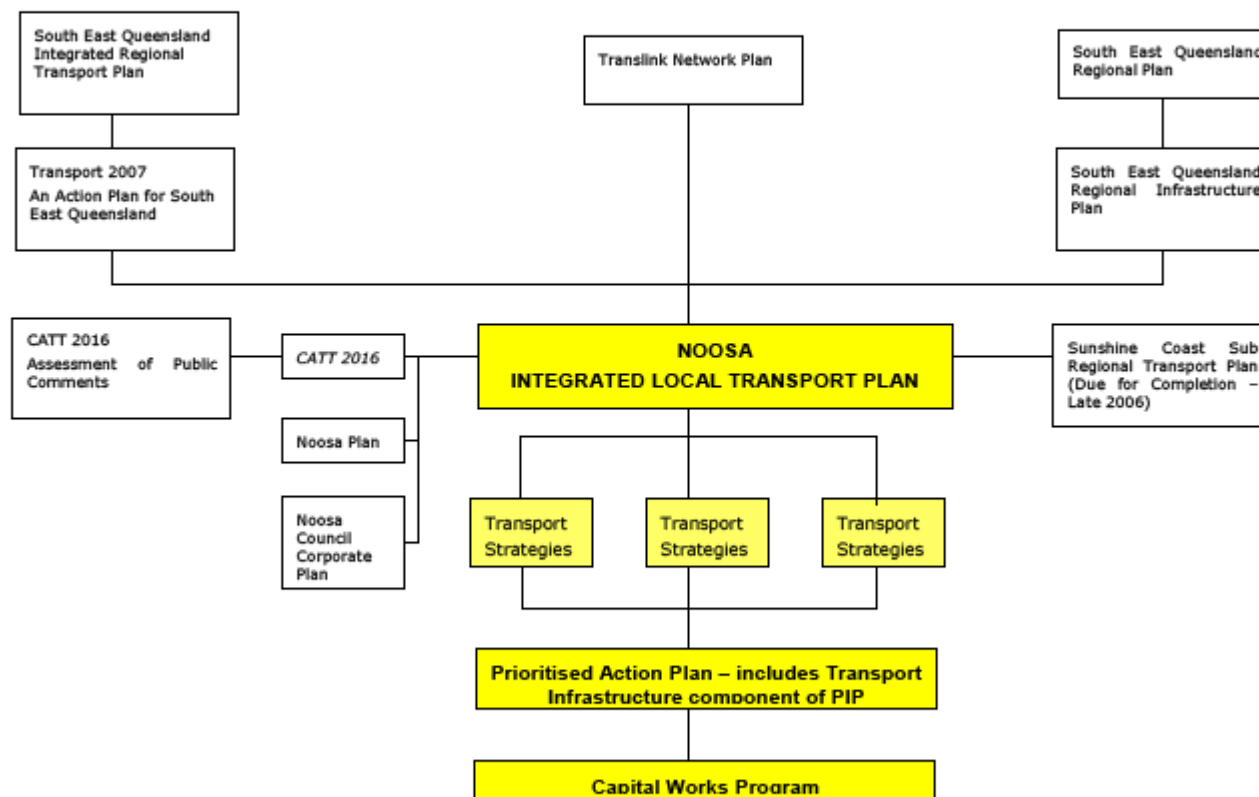 South East Queensland
Integrated Regional
Transport Plan
Translink Network Plan
South East Queensland
Regional Plan
Transport 2007
An Action Plan for South
East Queensland
South East Queensland
Regional Infrastructure
Plan
CATT 2016
Assessment of Public
Comments
CATT 2016
NOOSA
INTEGRATED LOCAL TRANSPORT PLAN
Sunshine Coast Sub
Regional Transport Plan
(Due for Completion –
Late 2006)
Noosa Plan
Noosa
Council
Corporate
Plan
Transport
Strategies
Transport
Strategies
Transport
Strategies
Prioritised Action Plan – includes Transport
Infrastructure component of PIP
Capital Works Program